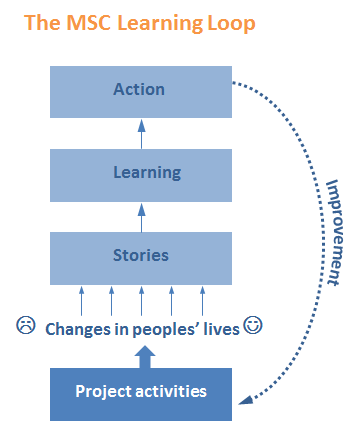 The MSC Learning Loop
Action
Learning
Improvement
Stories
Changes in peoples’ lives
Project activities